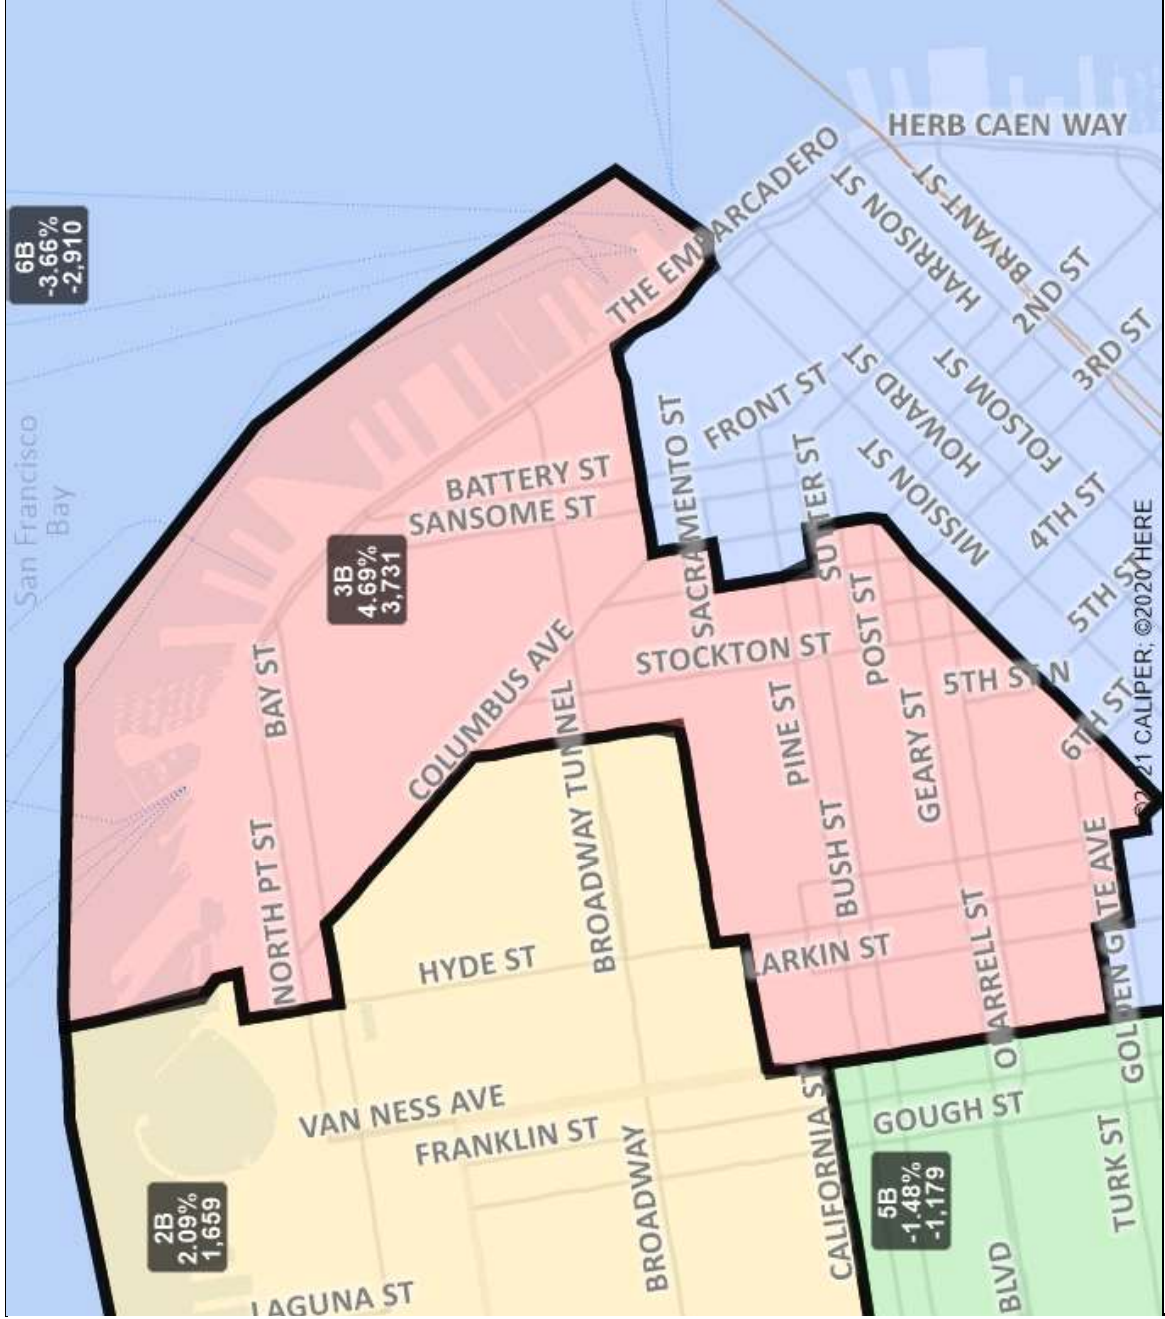 HERB CAEN WAY
THE EMBARCADERO
HARRISON ST
BRYANT ST
BRYANT ST
2ND ST
3RD ST
6B
-3.66%
-2,910
San Francisco
Bay
FRONT ST
HOWARD ST
FOLSOM ST
MISSION ST
4TH ST
5TH ST
6TH ST
SACRAMENTO ST
SUTTER ST
BATTERY ST
SANSOME ST
3B
4.69%
3,731
STOCKTON ST
POST ST
5TH ST N
BAY ST
COLUMBUS AVE
BROADWAY TUNNEL
PINE ST
GEARY ST
NORTH PT ST
BROADWAY
BUSH ST
GOLDEN GATE AVE
HYDE ST
LARKIN ST
O'FARRELL ST
VAN NESS AVE
FRANKLIN ST
GOUGH ST
CALIFORNIA ST
TURK ST
2B
2.09%
1,659
BROADWAY
5B
-1.48%
-1,179
LAGUNA ST
BLVD
©2021 CALIPER; ©2020 HERE